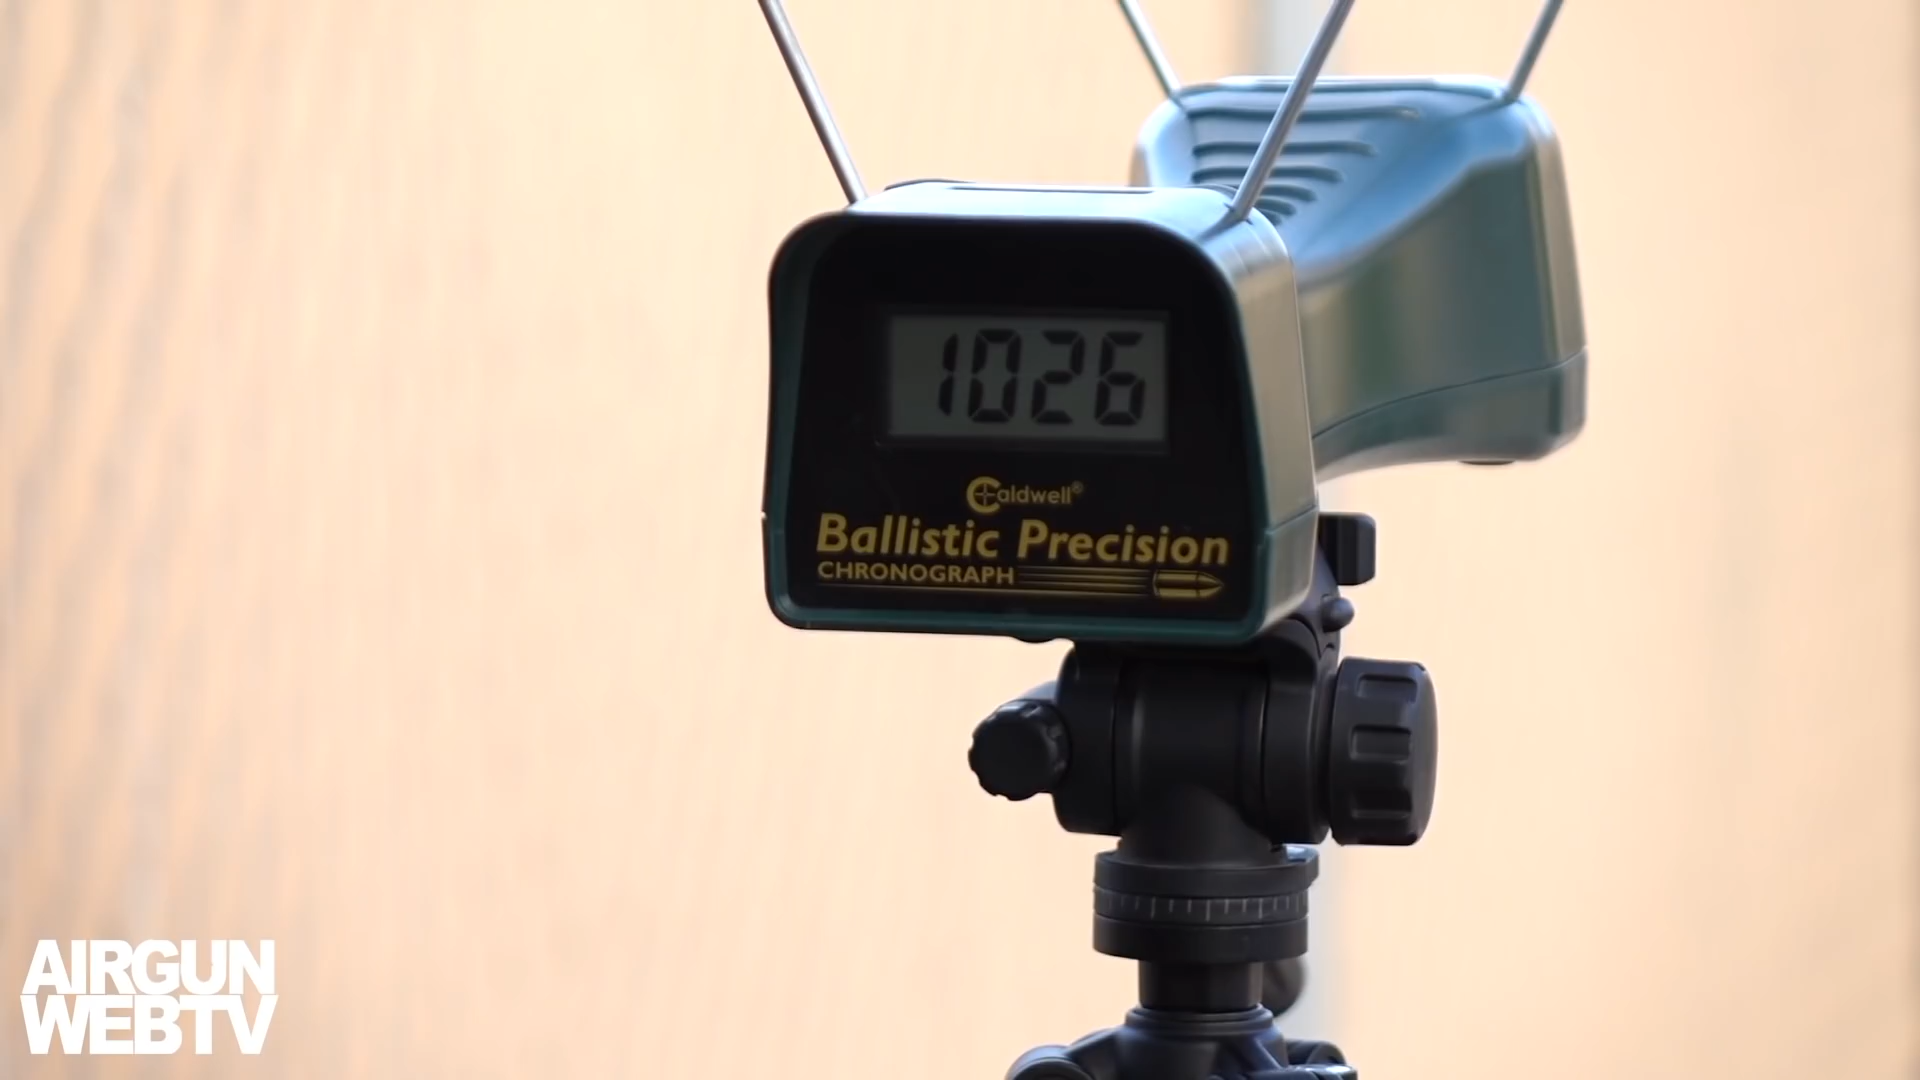 1026
Caldwell®
Ballistic Precision
CHRONOGRAPH
AIRGUN
WEBTV